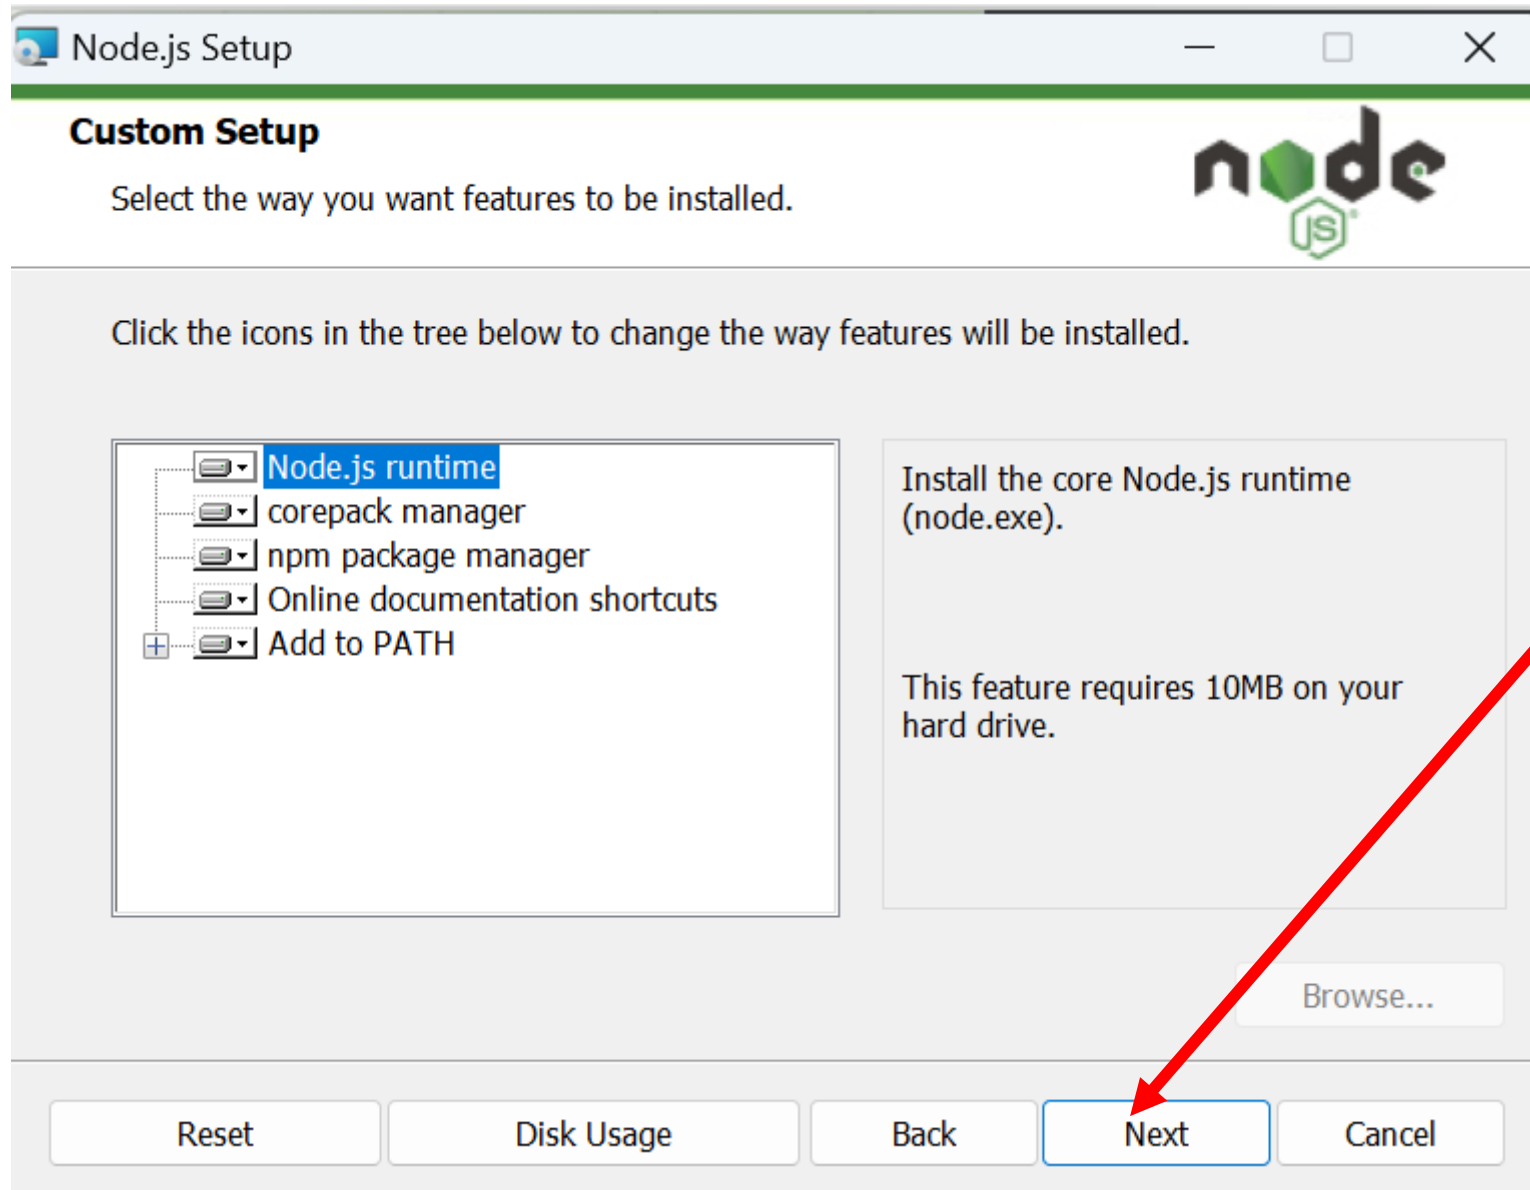 Node.js Setup
Custom Setup
Select the way you want features to be installed.
node
JS
Click the icons in the tree below to change the way features will be installed.
Node.js runtime
corepack manager
npm package manager
Online documentation shortcuts
Add to PATH
Install the core Node.js runtime
(node.exe).
This feature requires 10MB on your
hard drive.
Browse...
Reset
Disk Usage
Back
Next
Cancel